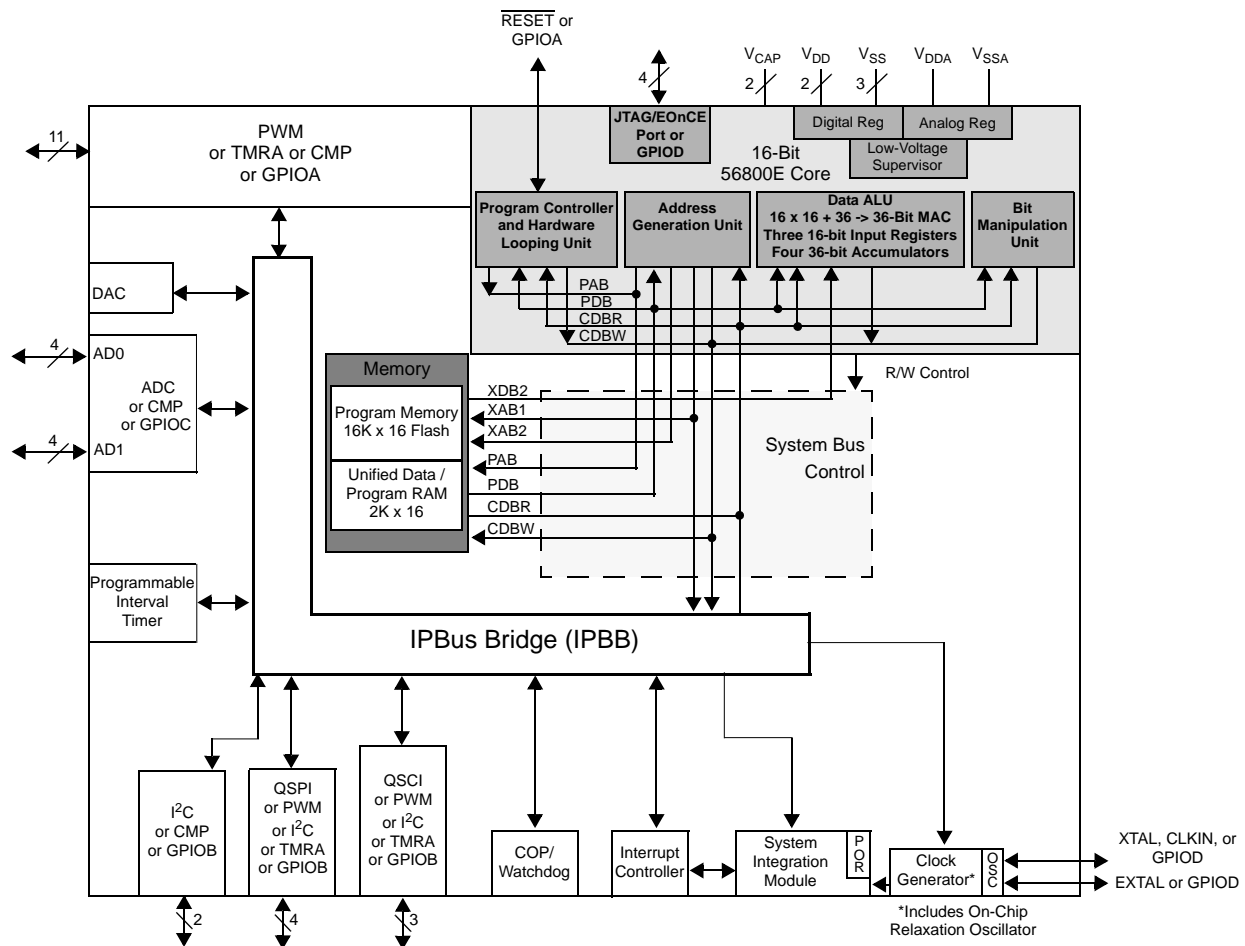 RESET or
GPIOA
4
VCAP
VDD
VSS
VDDA
VSSA
2
2
3
11
PWM
or TMRA or CMP
or GPIOA
JTAG/EOnCE
Port or
GPIOD
Digital Reg
Analog Reg
Low-Voltage
Supervisor
16-Bit
56800E Core
Program Controller
and Hardware
Looping Unit
Address
Generation Unit
Data ALU
16 x 16 + 36 -> 36-Bit MAC
Three 16-bit Input Registers
Four 36-bit Accumulators
Bit
Manipulation
Unit
PAB
PDB
CDBR
CDBW
DAC
4
AD0
ADC
or CMP
or GPIOC
4
AD1
Memory
Program Memory
16K x 16 Flash
Unified Data /
Program RAM
2K x 16
R/W Control
XDB2
XAB1
XAB2
PAB
PDB
CDBR
CDBW
System Bus
Control
Programmable
Interval
Timer
IPBus Bridge (IPBB)
I2C
or CMP
or GPIOB
QSPI
or PWM
or I2C
or TMRA
or GPIOB
QSCI
or PWM
or I2C
or TMRA
or GPIOB
COP/
Watchdog
Interrupt
Controller
System
Integration
Module
POR
Clock
Generator*
OSC
XTAL, CLKIN, or
GPIOD
EXTAL or GPIOD
*Includes On-Chip
Relaxation Oscillator
2
4
3